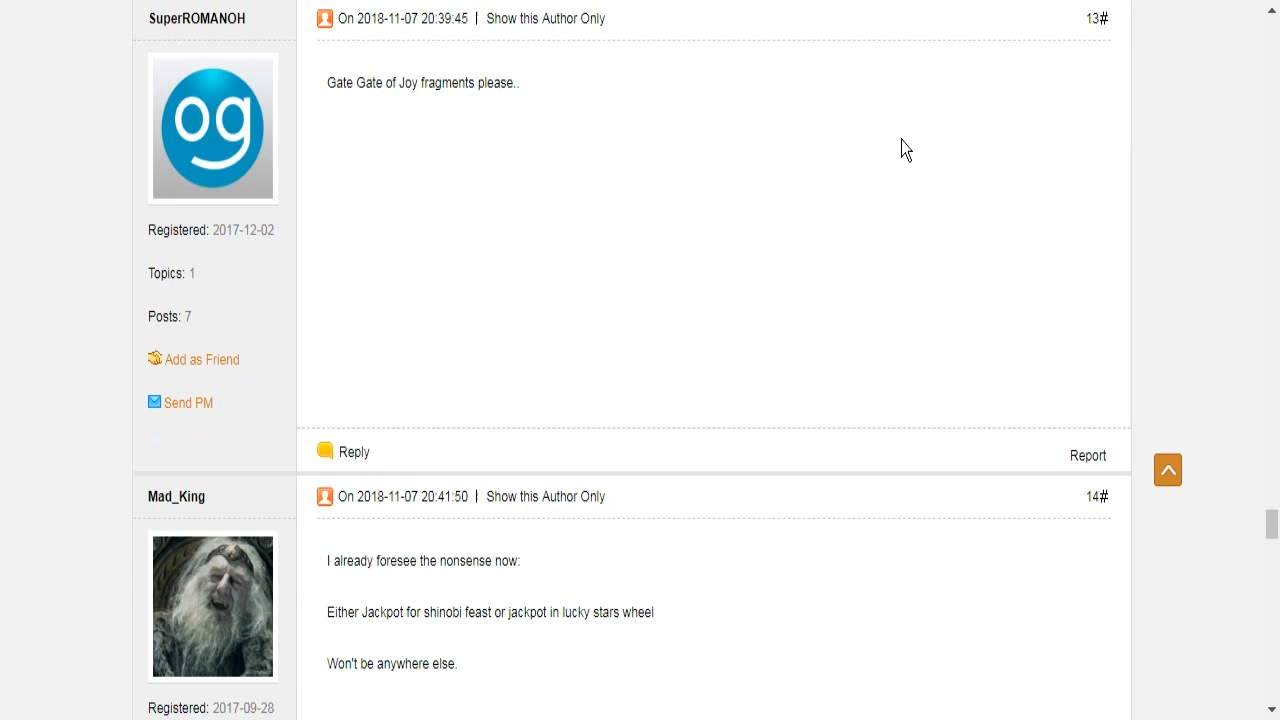 SuperROMANOH
On 2018-11-07 20:39:45 | Show this Author Only 13#
og
Gate Gate of Joy fragments please..
Registered: 2017-12-02
Topics: 1
Posts: 7
Add as Friend
Send PM
Reply
Report
Mad_King
On 2018-11-07 20:41:50 | Show this Author Only 14#
I already foresee the nonsense now:
Either Jackpot for shinobi feast or jackpot in lucky stars wheel
Won't be anywhere else.
Registered: 2017-09-28